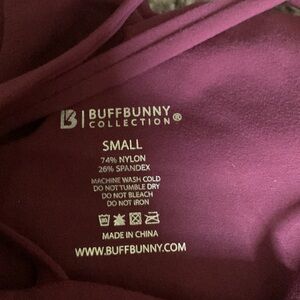 BUFFBUNNY
COLLECTION®
SMALL
74% NYLON
26% SPANDEX
MACHINE WASH COLD
DO NOT TUMBLE DRY
DO NOT BLEACH
DO NOT IRON
MADE IN CHINA
WWW.BUFFBUNNY.COM